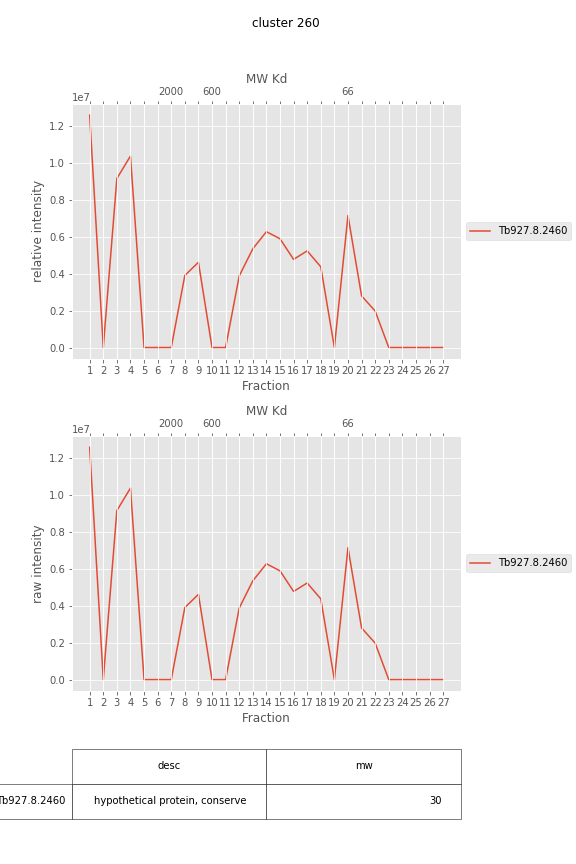 cluster 260
MW Kd
2000 600 66
1e7
1.2
1.0
0.8
0.6
0.4
0.2
0.0
relative intensity
Tb927.8.2460
1 2 3 4 5 6 7 8 9 10 11 12 13 14 15 16 17 18 19 20 21 22 23 24 25 26 27
Fraction
MW Kd
2000 600 66
1e7
1.2
1.0
0.8
0.6
0.4
0.2
0.0
raw intensity
Tb927.8.2460
1 2 3 4 5 6 7 8 9 10 11 12 13 14 15 16 17 18 19 20 21 22 23 24 25 26 27
Fraction
desc mw
Tb927.8.2460 hypothetical protein, conserve 30